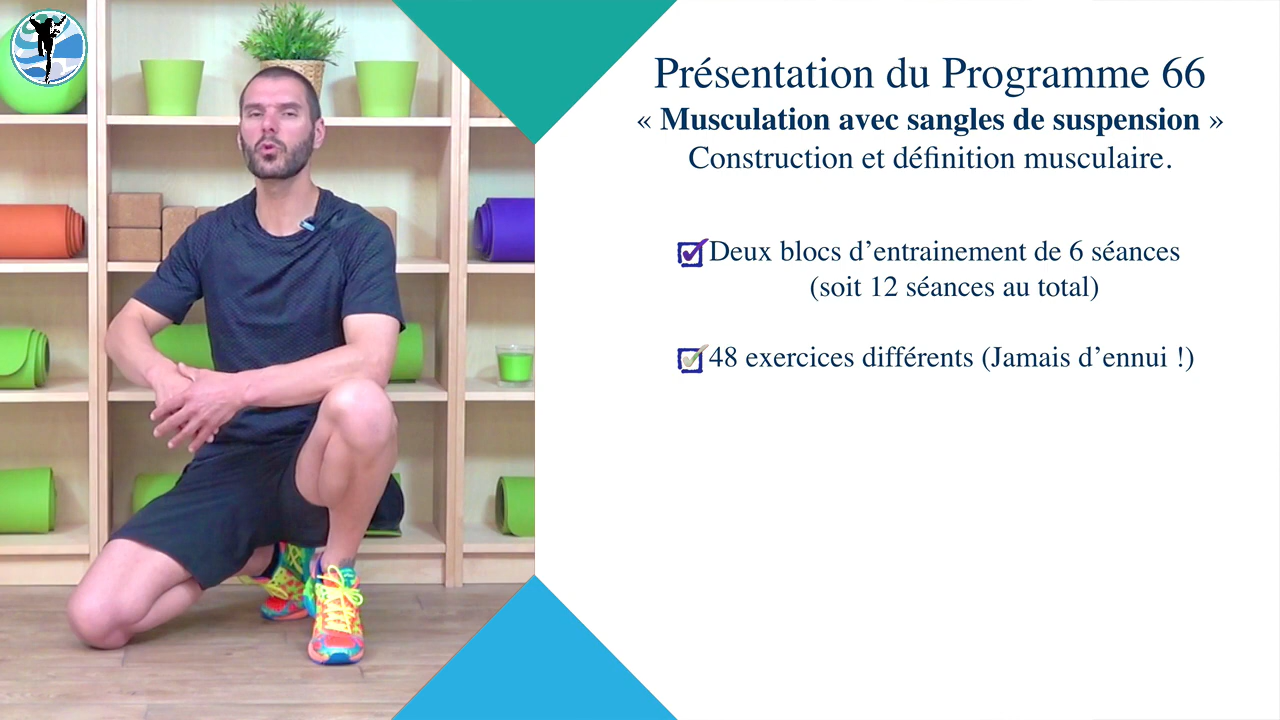 Présentation du Programme 66
« Musculation avec sangles de suspension »
Construction et définition musculaire.
Deux blocs d’entrainement de 6 séances
(soit 12 séances au total)
48 exercices différents (Jamais d’ennui !)